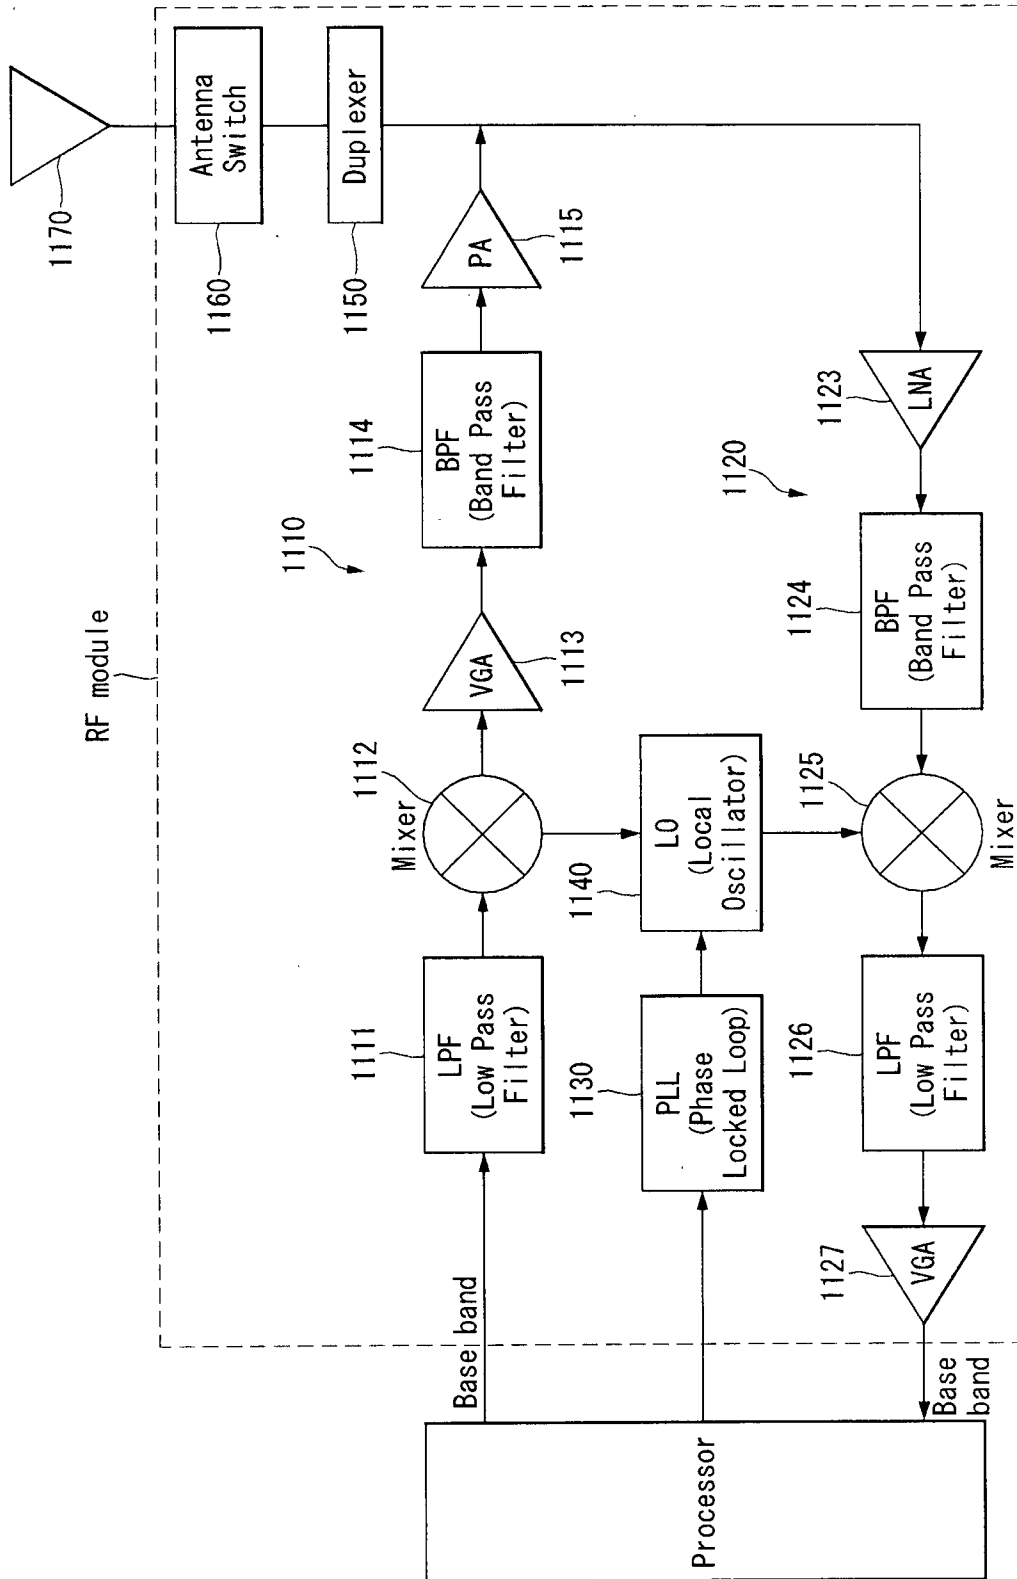 RF module
1170
Antenna
Switch
1160
Duplexer
1150
PA
1115
BPF
(Band Pass
Filter)
1114
1110
VGA
1113
Mixer
1112
LPF
(Low Pass
Filter)
1111
Base band
LO
(Local
Oscillator)
1140
PLL
(Phase
Locked Loop)
1130
LNA
1123
1120
BPF
(Band Pass
Filter)
1124
1125
Mixer
LPF
(Low Pass
Filter)
1126
VGA
1127
Base
band
Processor